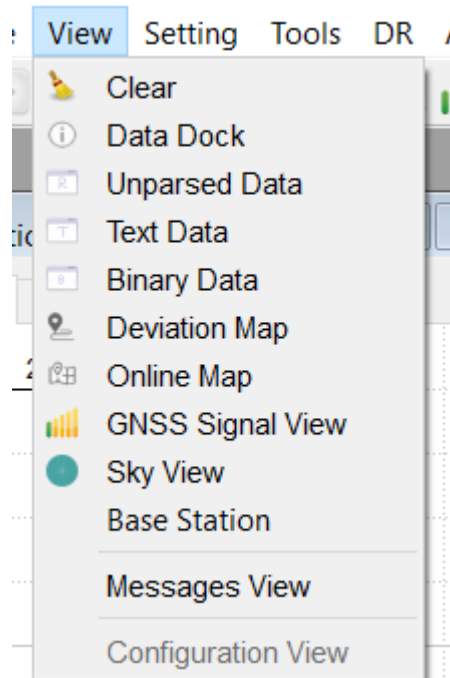 View Setting Tools DR
Clear
Data Dock
Unparsed Data
Text Data
Binary Data
Deviation Map
Online Map
GNSS Signal View
Sky View
Base Station
Messages View
Configuration View